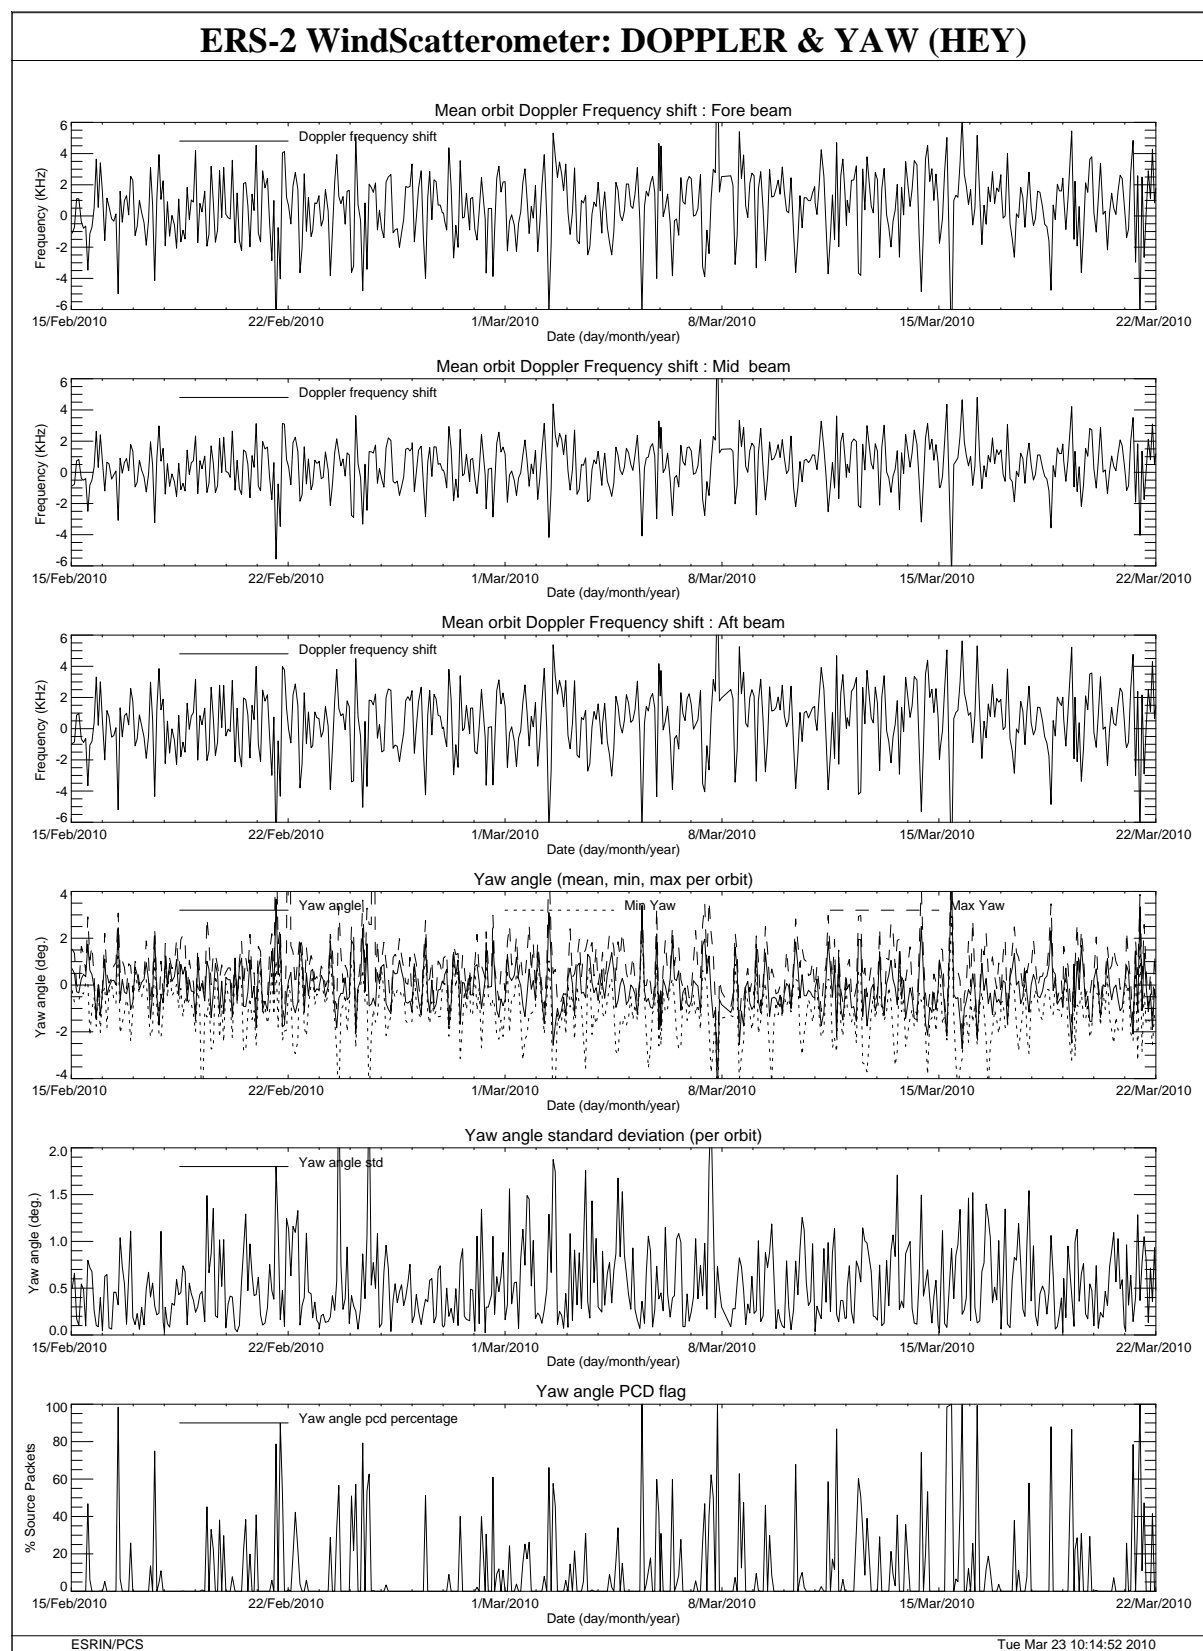 ERS-2 WindScatterometer: DOPPLER & YAW (HEY)
Mean orbit Doppler Frequency shift : Fore beam
Doppler frequency shift
Frequency (KHz)
6
4
2
0
-2
-4
-6
15/Feb/2010 22/Feb/2010 1/Mar/2010 8/Mar/2010 15/Mar/2010 22/Mar/2010
Date (day/month/year)
Mean orbit Doppler Frequency shift : Mid  beam
Doppler frequency shift
Frequency (KHz)
6
4
2
0
-2
-4
-6
15/Feb/2010 22/Feb/2010 1/Mar/2010 8/Mar/2010 15/Mar/2010 22/Mar/2010
Date (day/month/year)
Mean orbit Doppler Frequency shift : Aft beam
Doppler frequency shift
Frequency (KHz)
6
4
2
0
-2
-4
-6
15/Feb/2010 22/Feb/2010 1/Mar/2010 8/Mar/2010 15/Mar/2010 22/Mar/2010
Date (day/month/year)
Yaw angle (mean, min, max per orbit)
Yaw angle Min Yaw Max Yaw
Yaw angle (deg.)
4
2
0
-2
-4
15/Feb/2010 22/Feb/2010 1/Mar/2010 8/Mar/2010 15/Mar/2010 22/Mar/2010
Date (day/month/year)
Yaw angle standard deviation (per orbit)
Yaw angle std
Yaw angle (deg.)
2.0
1.5
1.0
0.5
0.0
15/Feb/2010 22/Feb/2010 1/Mar/2010 8/Mar/2010 15/Mar/2010 22/Mar/2010
Date (day/month/year)
Yaw angle PCD flag
Yaw angle pcd percentage
% Source Packets
100
80
60
40
20
0
15/Feb/2010 22/Feb/2010 1/Mar/2010 8/Mar/2010 15/Mar/2010 22/Mar/2010
Date (day/month/year)
ESRIN/PCS Tue Mar 23 10:14:52 2010